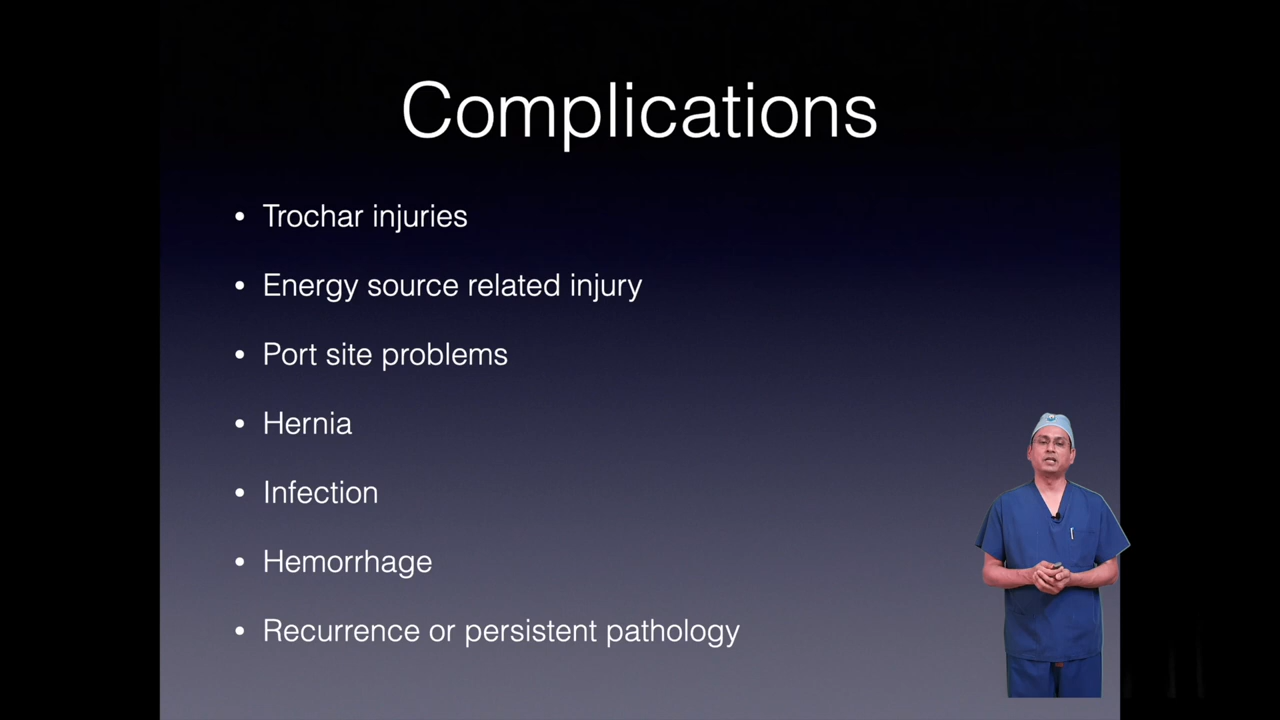 Complications
• Trochar injuries
• Energy source related injury
• Port site problems
• Hernia
• Infection
• Hemorrhage
• Recurrence or persistent pathology